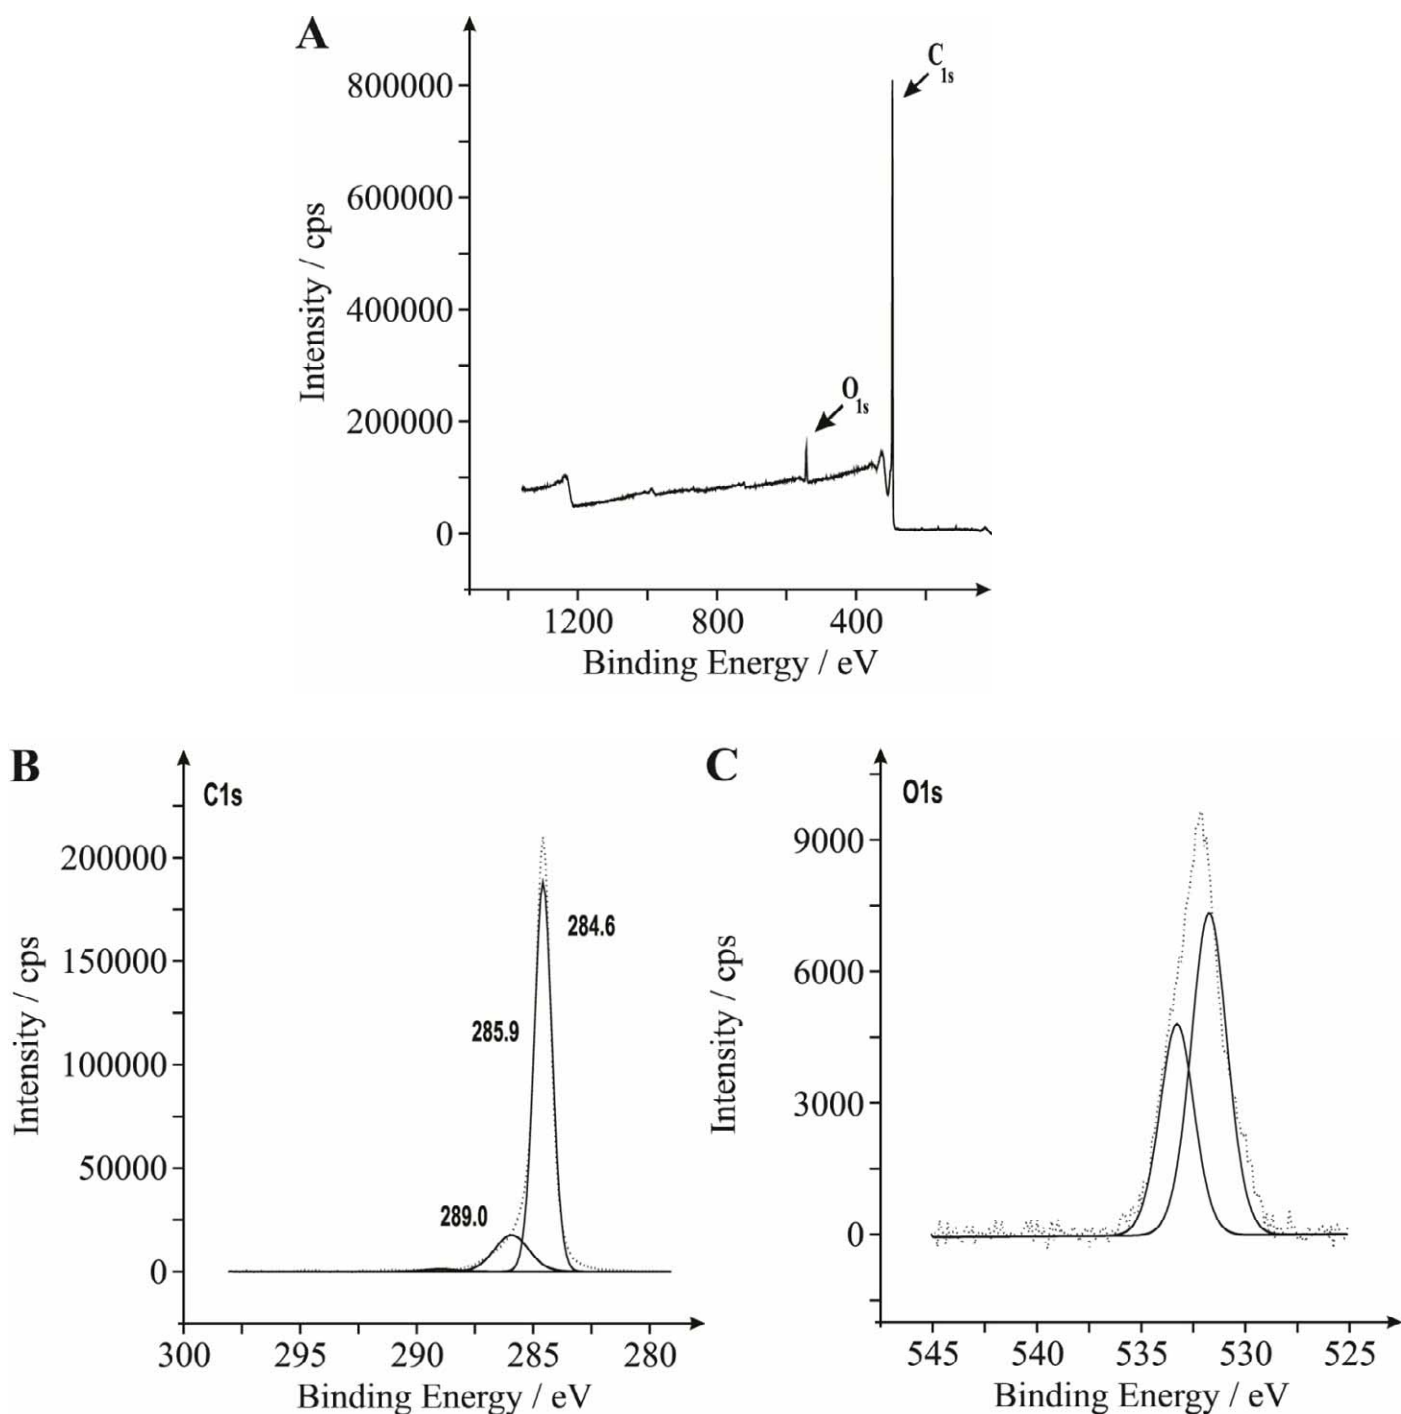 A
C1s
800000
600000
400000
O1s
200000
0
Intensity / cps
1200 800 400
Binding Energy / eV
B
C1s
200000
284.6
150000
285.9
100000
50000
289.0
0
Intensity / cps
300 295 290 285 280
Binding Energy / eV
C
O1s
9000
6000
3000
0
Intensity / cps
545 540 535 530 525
Binding Energy / eV